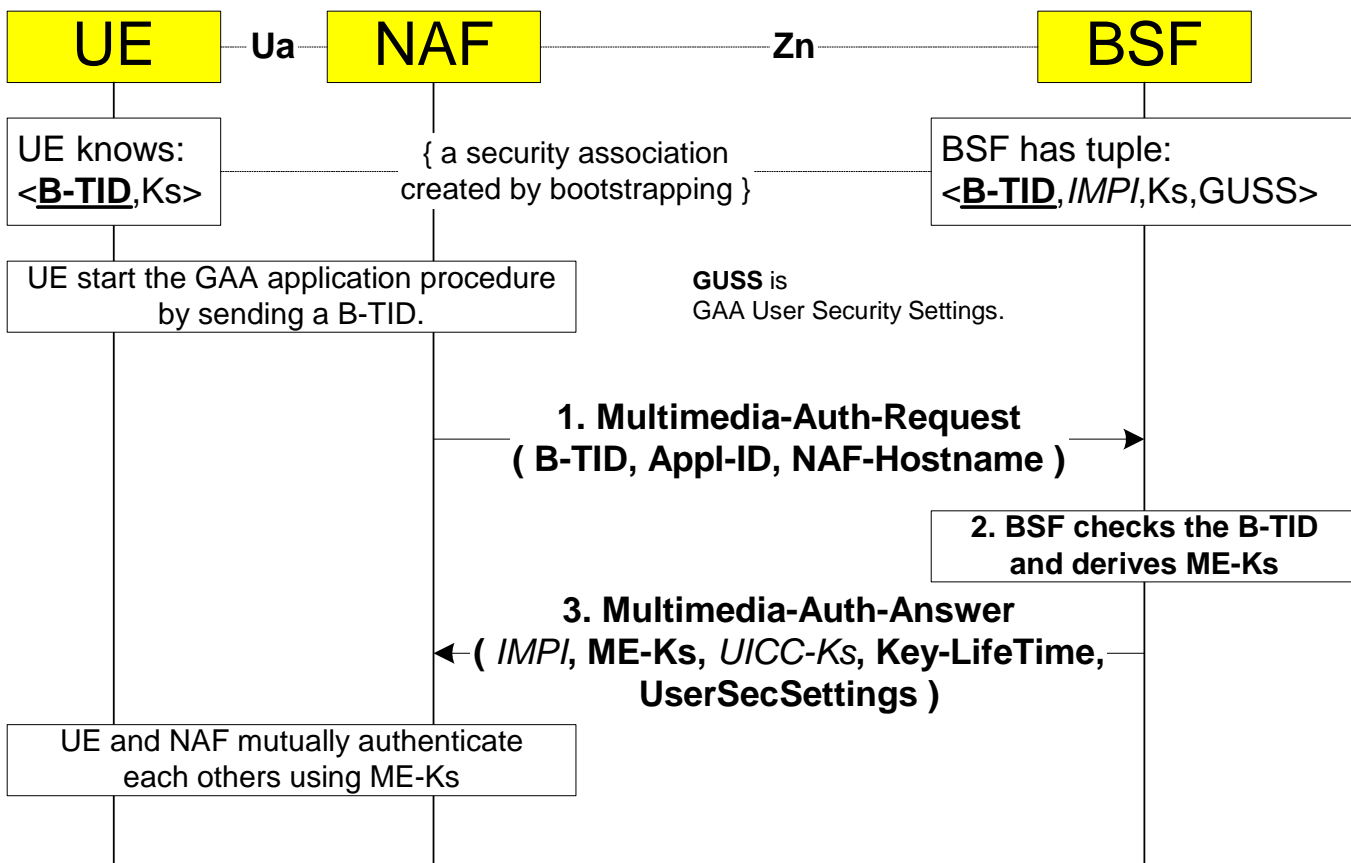 UE
Ua
NAF
Zn
BSF
UE knows:
<B-TID,Ks>
{ a security association
created by bootstrapping }
BSF has tuple:
<B-TID,IMPI,Ks,GUSS>
UE start the GAA application procedure
by sending a B-TID.
GUSS is
GAA User Security Settings.
1. Multimedia-Auth-Request
( B-TID, Appl-ID, NAF-Hostname )
2. BSF checks the B-TID
and derives ME-Ks
3. Multimedia-Auth-Answer
( IMPI, ME-Ks, UICC-Ks, Key-LifeTime,
UserSecSettings )
UE and NAF mutually authenticate
each others using ME-Ks